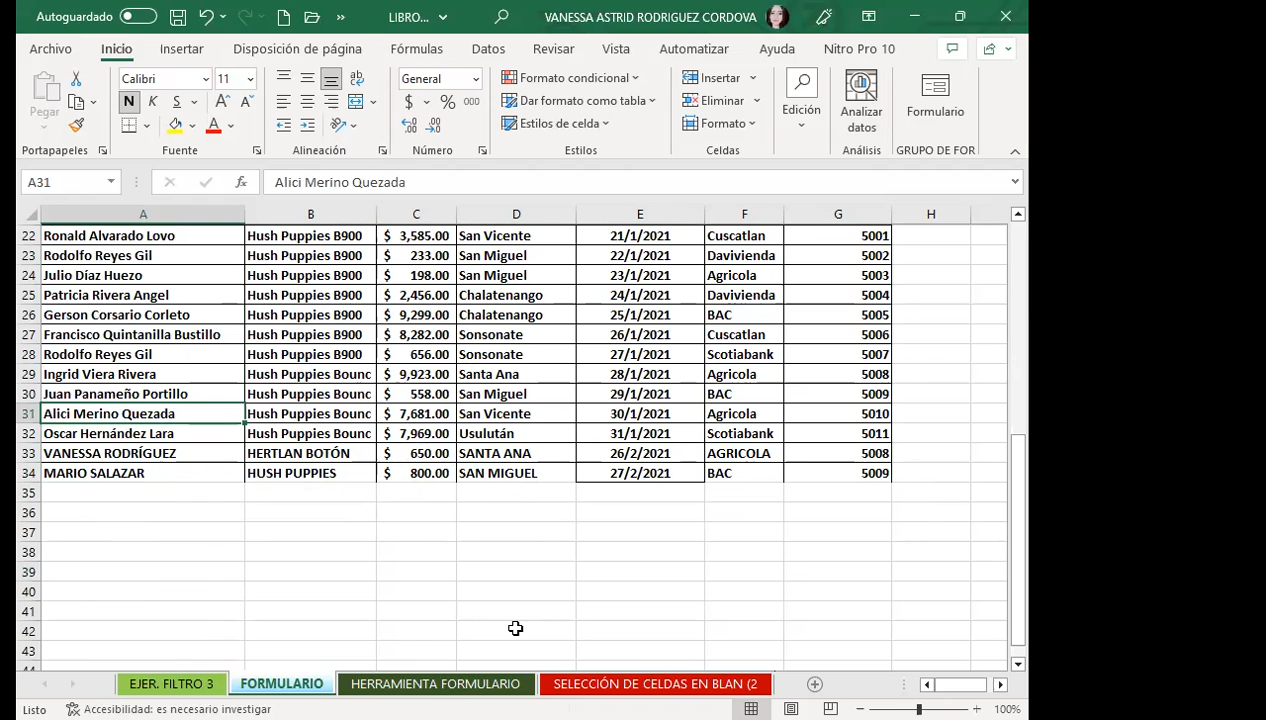 Autoguardado LIBRO... VANESSA ASTRID RODRIGUEZ CORDOVA
Archivo Inicio Insertar Disposición de página Fórmulas Datos Revisar Vista Automatizar Ayuda Nitro Pro 10
Pegar Calibri 11 General Formato condicional Insertar Edición Analizar datos Formulario
N K S A A A $ % 000 Dar formato como tabla Eliminar
Estilos de celda Formato
Portapapeles Fuente Alineación Número Estilos Celdas Análisis GRUPO DE FOR
A31 fx Alici Merino Quezada
A B C D E F G H
22 Ronald Alvarado Lovo Hush Puppies B900 $ 3,585.00 San Vicente 21/1/2021 Cuscatlan 5001
23 Rodolfo Reyes Gil Hush Puppies B900 $ 233.00 San Miguel 22/1/2021 Davivienda 5002
24 Julio Díaz Huezo Hush Puppies B900 $ 198.00 San Miguel 23/1/2021 Agricola 5003
25 Patricia Rivera Angel Hush Puppies B900 $ 2,456.00 Chalatenango 24/1/2021 Davivienda 5004
26 Gerson Corsario Corleto Hush Puppies B900 $ 9,299.00 Chalatenango 25/1/2021 BAC 5005
27 Francisco Quintanilla Bustillo Hush Puppies B900 $ 8,282.00 Sonsonate 26/1/2021 Cuscatlan 5006
28 Rodolfo Reyes Gil Hush Puppies B900 $ 656.00 Sonsonate 27/1/2021 Scotiabank 5007
29 Ingrid Viera Rivera Hush Puppies Bounc $ 9,923.00 Santa Ana 28/1/2021 Agricola 5008
30 Juan Panameño Portillo Hush Puppies Bounc $ 558.00 San Miguel 29/1/2021 BAC 5009
31 Alici Merino Quezada Hush Puppies Bounc $ 7,681.00 San Vicente 30/1/2021 Agricola 5010
32 Oscar Hernández Lara Hush Puppies Bounc $ 7,969.00 Usulután 31/1/2021 Scotiabank 5011
33 VANESSA RODRÍGUEZ HERTLAN BOTÓN $ 650.00 SANTA ANA 26/2/2021 AGRICOLA 5008
34 MARIO SALAZAR HUSH PUPPIES $ 800.00 SAN MIGUEL 27/2/2021 BAC 5009
35
36
37
38
39
40
41
42
43
44
EJER. FILTRO 3 FORMULARIO HERRAMIENTA FORMULARIO SELECCIÓN DE CELDAS EN BLAN (2
Listo Accesibilidad: es necesario investigar 100%